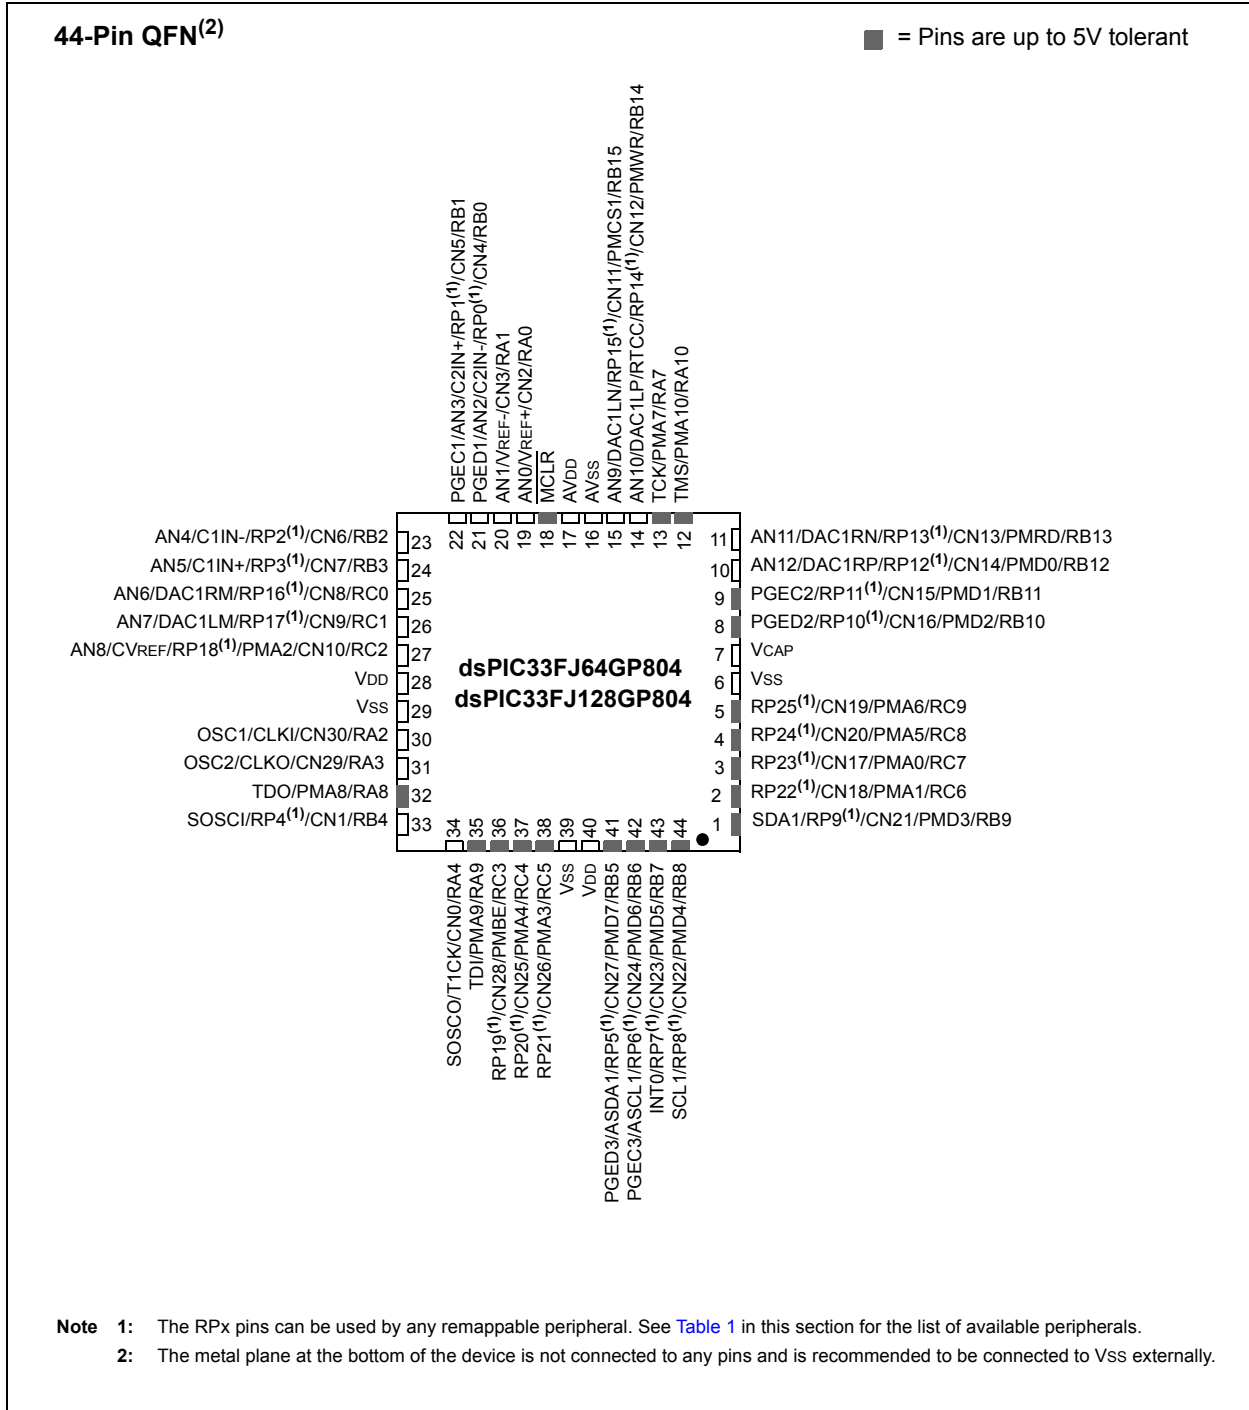 44-Pin QFN(2)
= Pins are up to 5V tolerant
PGEC1/AN3/C2IN+/RP1(1)/CN5/RB1
PGED1/AN2/C2IN-/RP0(1)/CN4/RB0
AN1/VREF-/CN3/RA1
AN0/VREF+/CN2/RA0
MCLR
AVDD
AVSS
AN9/DAC1LN/RP15(1)/CN11/PMCS1/RB15
AN10/DAC1LP/RTCC/RP14(1)/CN12/PMWR/RB14
TCK/PMA7/RA7
TMS/PMA10/RA10
22 21 20 19 18 17 16 15 14 13 12
AN4/C1IN-/RP2(1)/CN6/RB2 23
AN5/C1IN+/RP3(1)/CN7/RB3 24
AN6/DAC1RM/RP16(1)/CN8/RC0 25
AN7/DAC1LM/RP17(1)/CN9/RC1 26
AN8/CVREF/RP18(1)/PMA2/CN10/RC2 27
VDD 28
VSS 29
OSC1/CLKI/CN30/RA2 30
OSC2/CLKO/CN29/RA3 31
TDO/PMA8/RA8 32
SOSCI/RP4(1)/CN1/RB4 33
dsPIC33FJ64GP804
dsPIC33FJ128GP804
11 AN11/DAC1RN/RP13(1)/CN13/PMRD/RB13
10 AN12/DAC1RP/RP12(1)/CN14/PMD0/RB12
9 PGEC2/RP11(1)/CN15/PMD1/RB11
8 PGED2/RP10(1)/CN16/PMD2/RB10
7 VCAP
6 VSS
5 RP25(1)/CN19/PMA6/RC9
4 RP24(1)/CN20/PMA5/RC8
3 RP23(1)/CN17/PMA0/RC7
2 RP22(1)/CN18/PMA1/RC6
1 SDA1/RP9(1)/CN21/PMD3/RB9
34 35 36 37 38 39 40 41 42 43 44
SOSCO/T1CK/CN0/RA4
TDI/PMA9/RA9
RP19(1)/CN28/PMBE/RC3
RP20(1)/CN25/PMA4/RC4
RP21(1)/CN26/PMA3/RC5
VSS
VDD
PGED3/ASDA1/RP5(1)/CN27/PMD7/RB5
PGEC3/ASCL1/RP6(1)/CN24/PMD6/RB6
INT0/RP7(1)/CN23/PMD5/RB7
SCL1/RP8(1)/CN22/PMD4/RB8
Note 1: The RPx pins can be used by any remappable peripheral. See Table 1 in this section for the list of available peripherals.
2: The metal plane at the bottom of the device is not connected to any pins and is recommended to be connected to VSS externally.